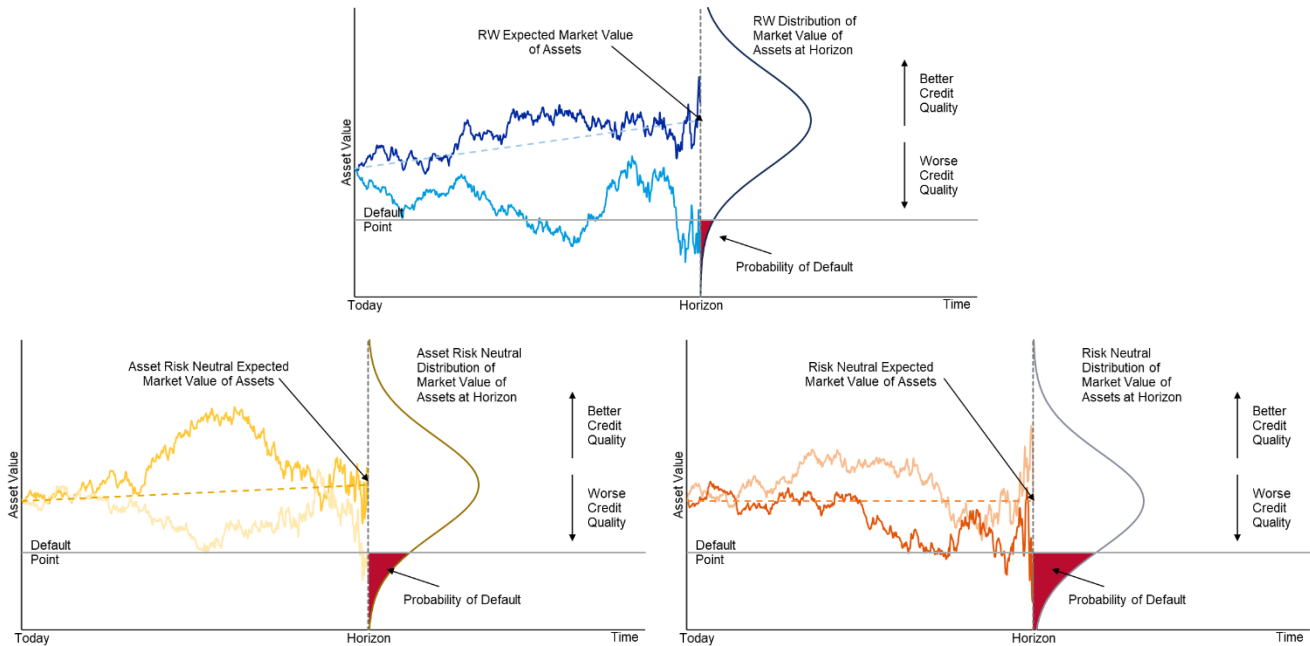 RW Expected Market Value
of Assets
RW Distribution of
Market Value of
Assets at Horizon
Better
Credit
Quality
Worse
Credit
Quality
Asset Value
Default
Point
Probability of Default
Today
Horizon
Time
Asset Risk Neutral Expected
Market Value of Assets
Asset Risk Neutral
Distribution of
Market Value of
Assets at Horizon
Better
Credit
Quality
Worse
Credit
Quality
Asset Value
Default
Point
Probability of Default
Today
Horizon
Time
Risk Neutral Expected
Market Value of Assets
Risk Neutral
Distribution of
Market Value of
Assets at Horizon
Better
Credit
Quality
Worse
Credit
Quality
Asset Value
Default
Point
Probability of Default
Today
Horizon
Time